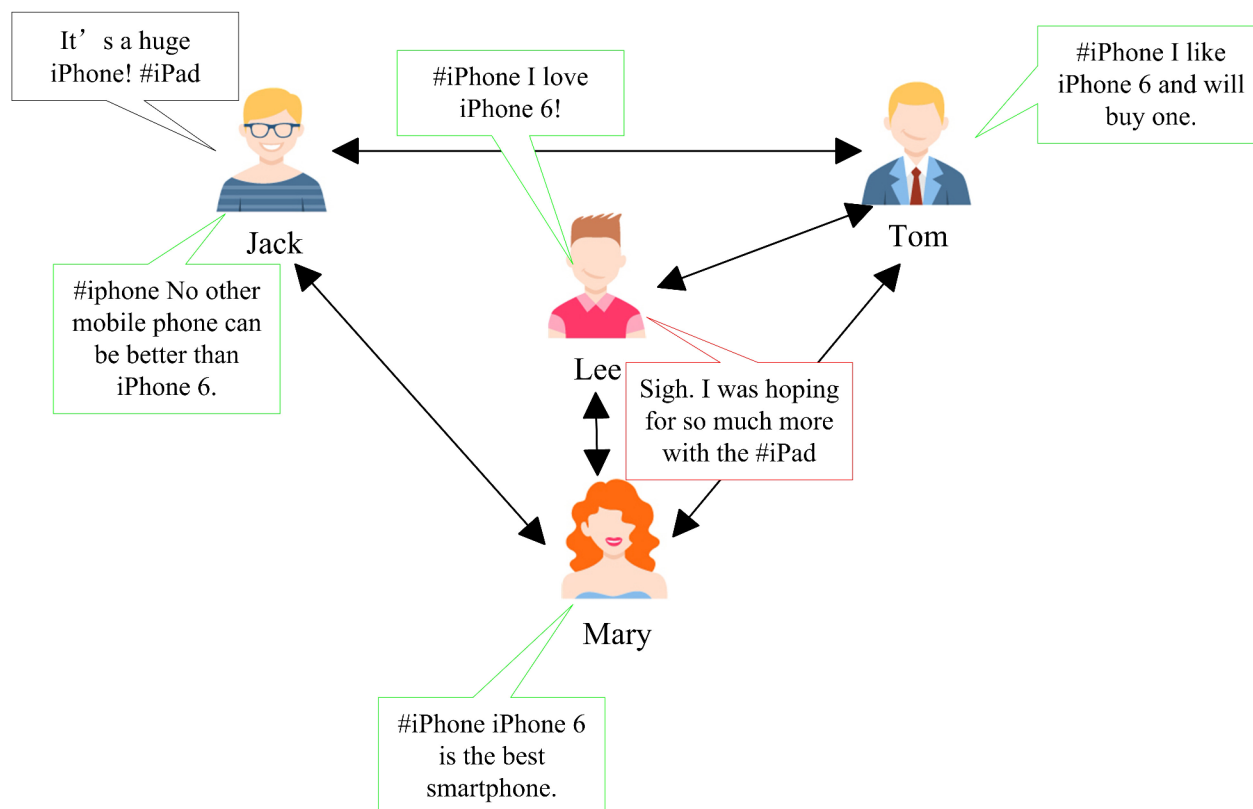 It’s a huge
iPhone! #iPad
#iPhone I love
iPhone 6!
#iPhone I like
iPhone 6 and will
buy one.
Jack
Tom
#iphone No other
mobile phone can
be better than
iPhone 6.
Lee
Sigh. I was hoping
for so much more
with the #iPad
Mary
#iPhone iPhone 6
is the best
smartphone.